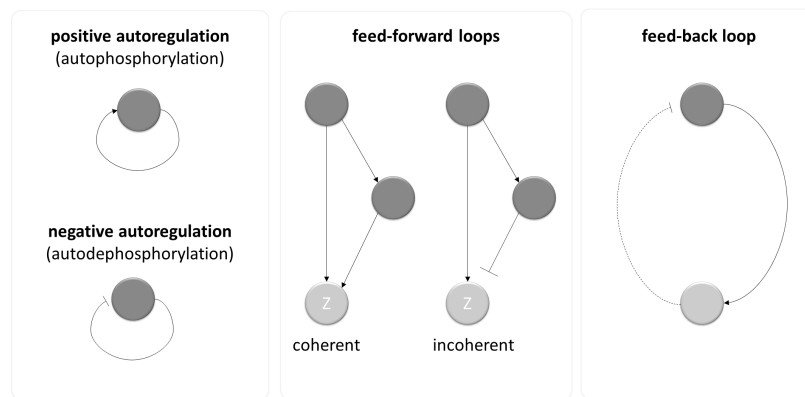 positive autoregulation
(autophosphorylation)
negative autoregulation
(autodephosphorylation)
feed-forward loops
Z
Z
coherent
incoherent
feed-back loop